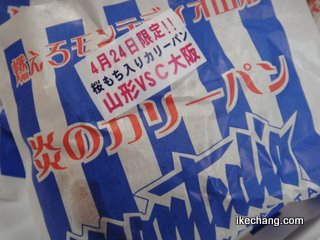 燃えろモンテディオ山形
4月24日限定!!
桜もち入りカリーパン
山形VSC大阪
炎のカリーパン
montedio
ikechang.com